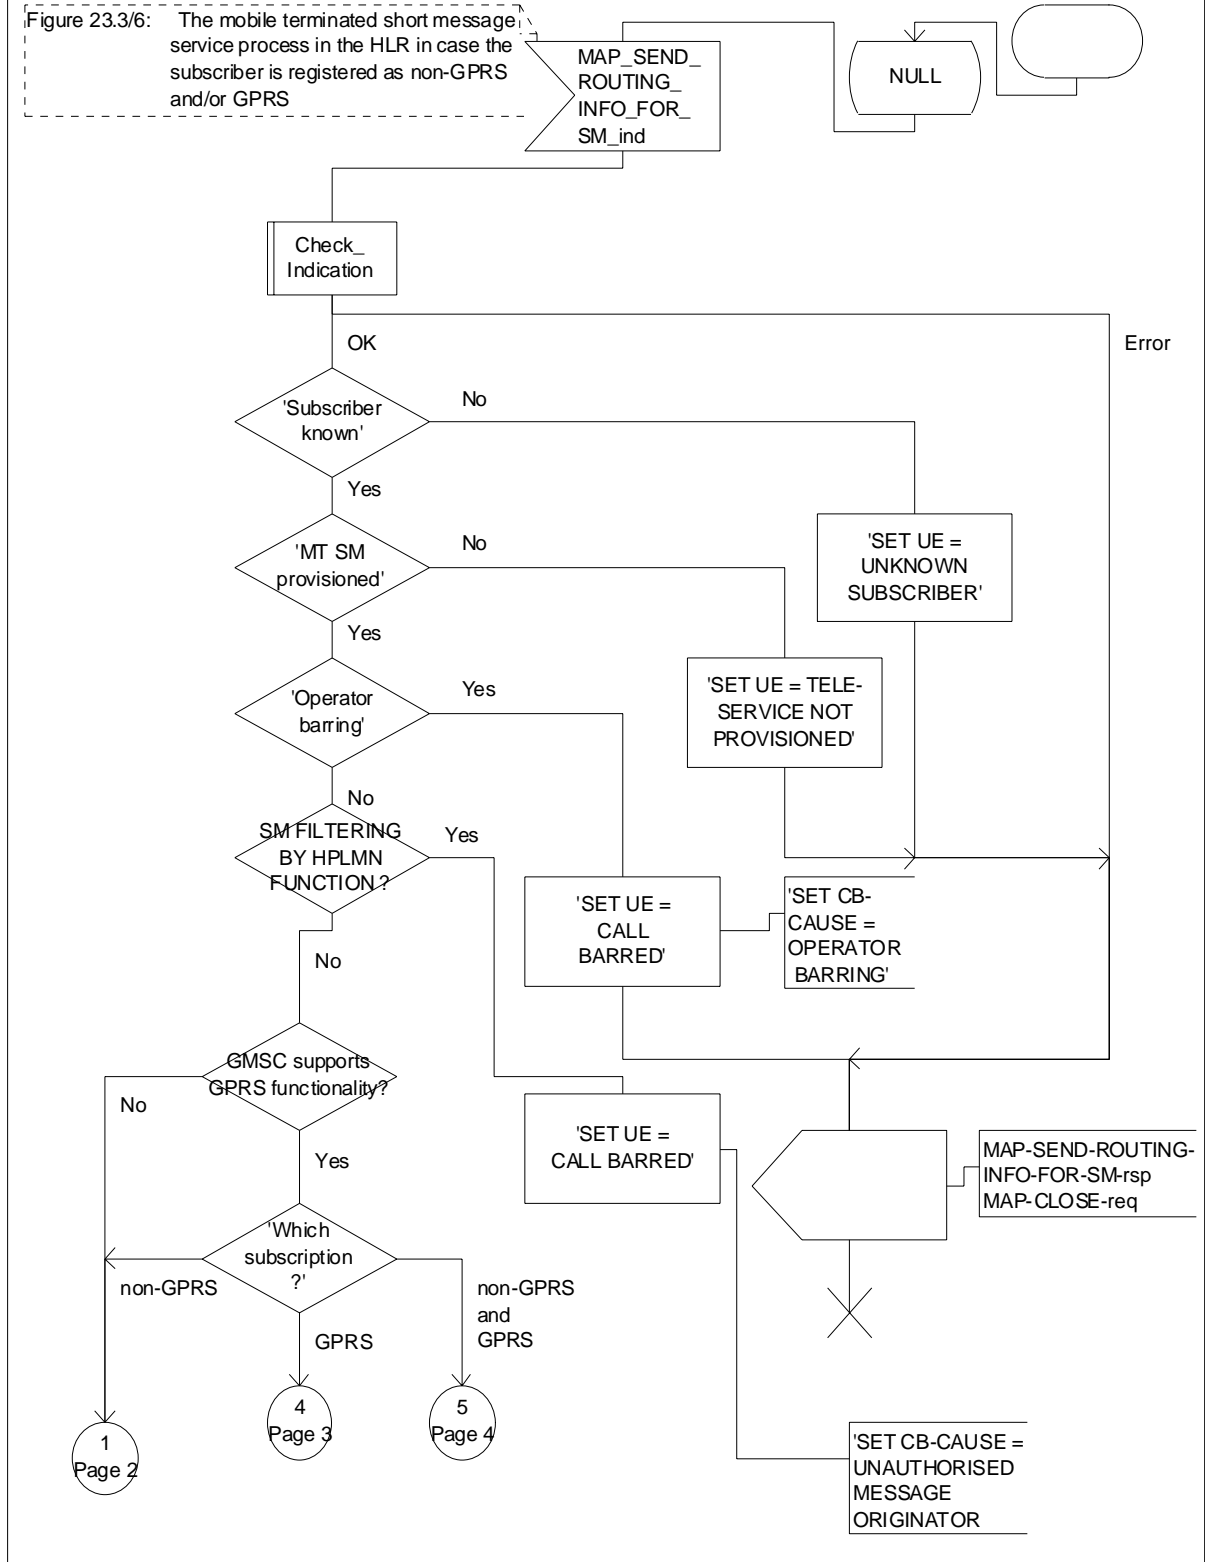 Figure 23.3/6: The mobile terminated short message
service process in the HLR in case the
subscriber is registered as non-GPRS
and/or GPRS
MAP_SEND_
ROUTING_
INFO_FOR_
SM_ind
NULL
Check_
Indication
OK
Error
'Subscriber
known'
No
Yes
'MT SM
provisioned'
No
'SET UE =
UNKNOWN
SUBSCRIBER'
Yes
'Operator
barring'
Yes
'SET UE = TELE-
SERVICE NOT
PROVISIONED'
No
SM FILTERING
BY HPLMN
FUNCTION ?
Yes
'SET UE =
CALL
BARRED'
'SET CB-
CAUSE =
OPERATOR
BARRING'
No
GMSC supports
GPRS functionality?
No
Yes
'SET UE =
CALL BARRED'
MAP-SEND-ROUTING-
INFO-FOR-SM-rsp
MAP-CLOSE-req
'Which
subscription
?'
non-GPRS
GPRS
non-GPRS
and
GPRS
1
Page 2
4
Page 3
5
Page 4
'SET CB-CAUSE =
UNAUTHORISED
MESSAGE
ORIGINATOR